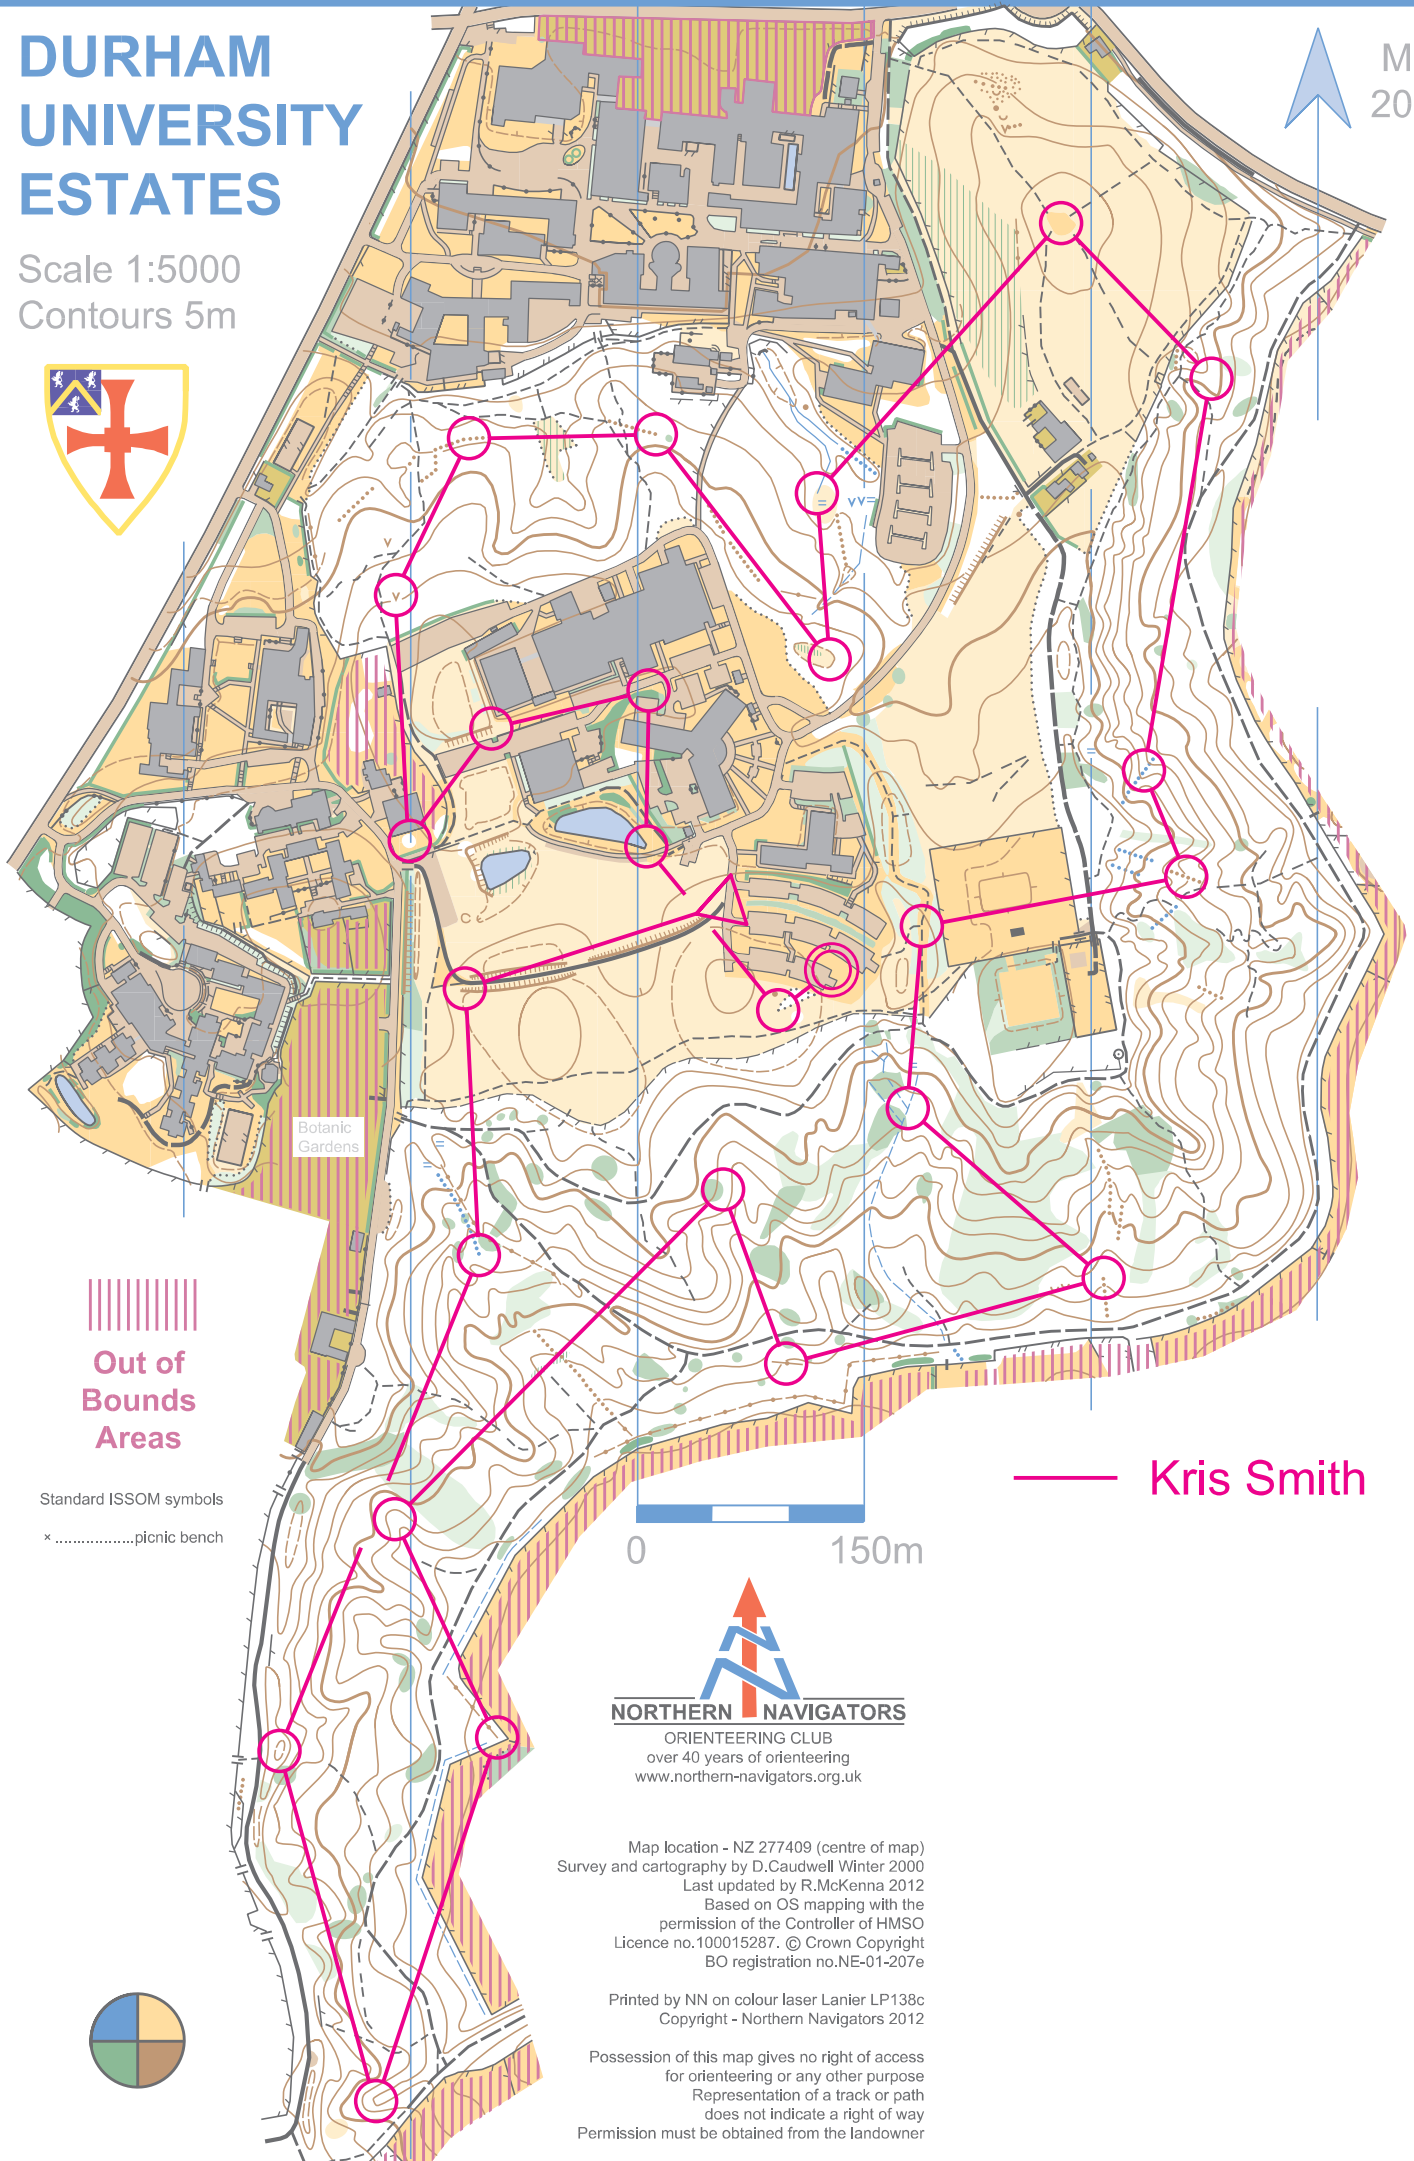 DURHAM
UNIVERSITY
ESTATES
Scale 1:5000
Contours 5m
M
20
Botanic
Gardens
Out of
Bounds
Areas
Standard ISSOM symbols
× ..................picnic bench
Kris Smith
0 150m
NORTHERN NAVIGATORS
ORIENTEERING CLUB
over 40 years of orienteering
www.northern-navigators.org.uk
Map location - NZ 277409 (centre of map)
Survey and cartography by D.Caudwell Winter 2000
Last updated by R.McKenna 2012
Based on OS mapping with the
permission of the Controller of HMSO
Licence no.100015287. © Crown Copyright
BO registration no.NE-01-207e
Printed by NN on colour laser Lanier LP138c
Copyright - Northern Navigators 2012
Possession of this map gives no right of access
for orienteering or any other purpose
Representation of a track or path
does not indicate a right of way
Permission must be obtained from the landowner